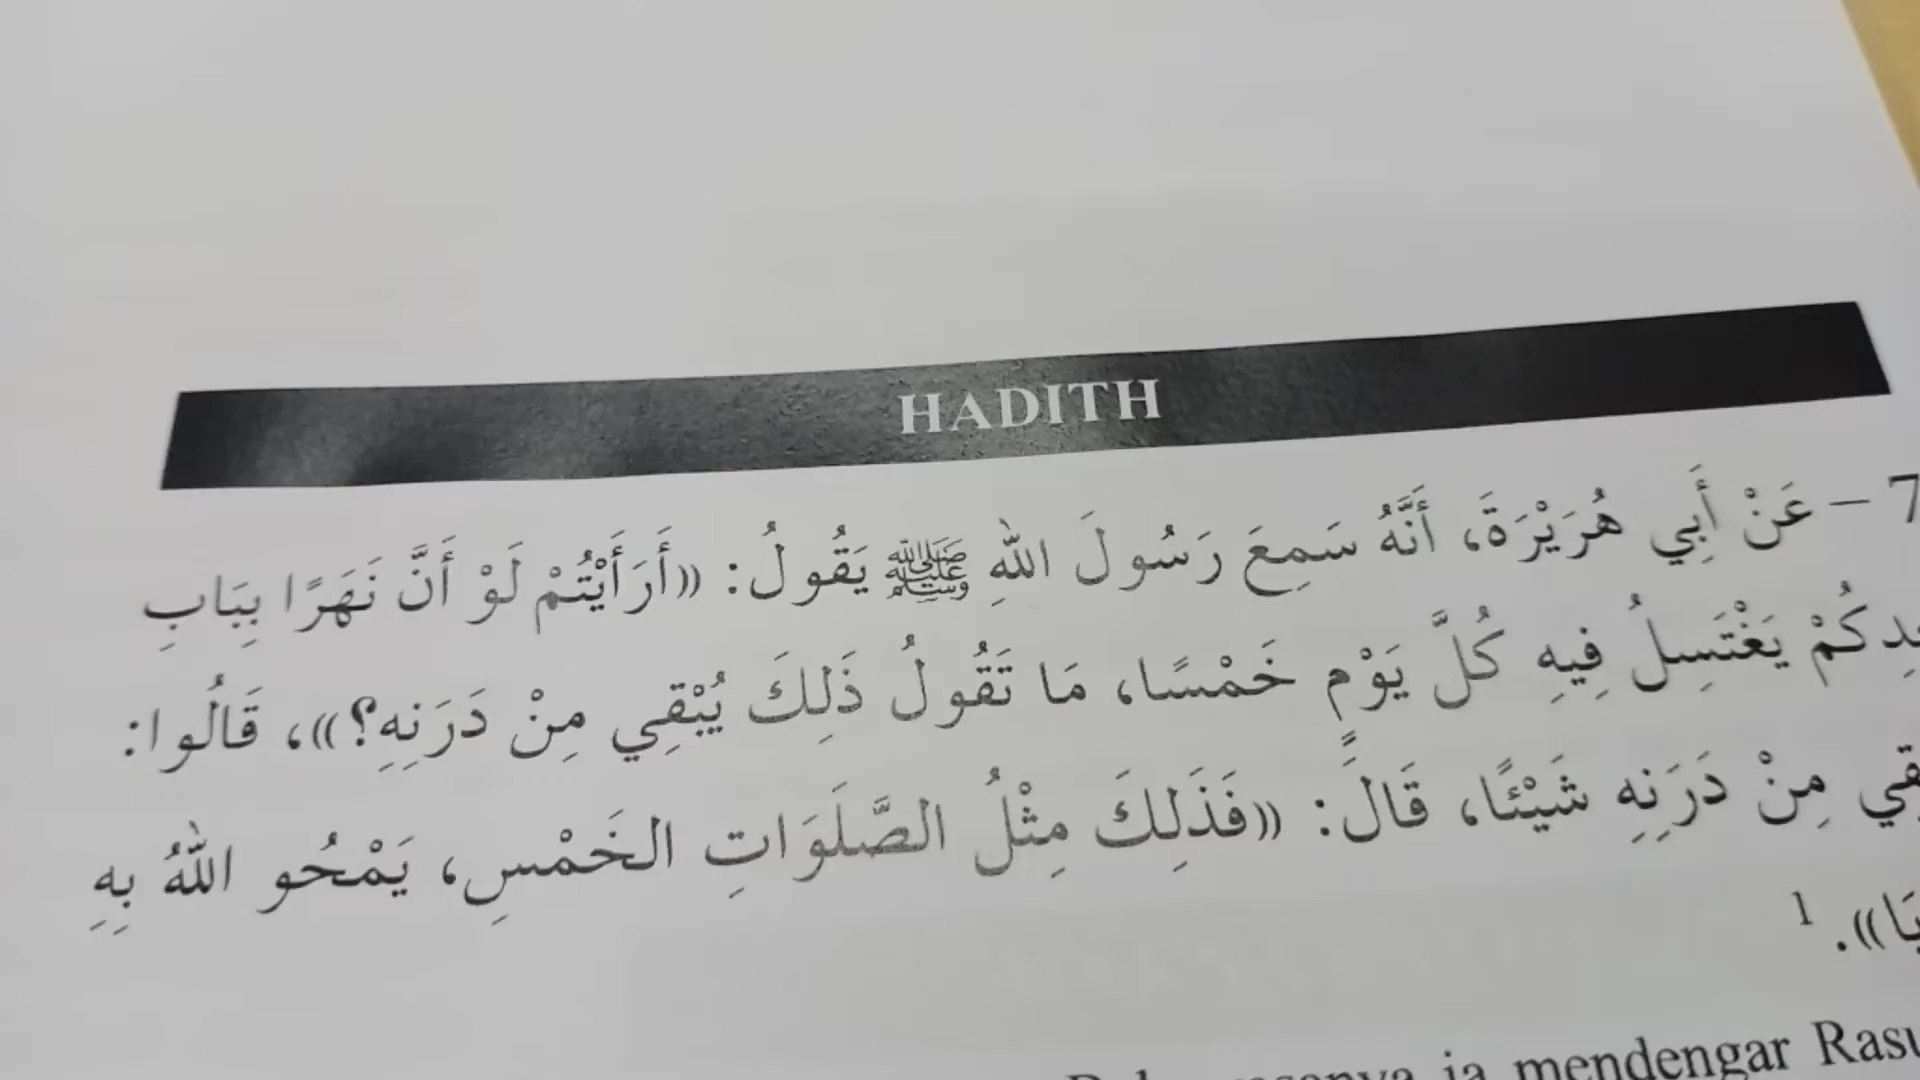 HADITH
7 – عَنْ أَبِي هُرَيْرَةَ، أَنَّهُ سَمِعَ رَسُولَ اللهِ ﷺ يَقُولُ: «أَرَأَيْتُمْ لَوْ أَنَّ نَهَرًا بِبَابِ
يَغْتَسِلُ فِيهِ كُلَّ يَوْمٍ خَمْسًا، مَا تَقُولُ ذَلِكَ يُبْقِي مِنْ دَرَنِهِ؟»، قَالُوا:
مِنْ دَرَنِهِ شَيْئًا، قَالَ: «فَذَلِكَ مِثْلُ الصَّلَوَاتِ الخَمْسِ، يَمْحُو اللهُ بِهِ
». 1
ia mendengar